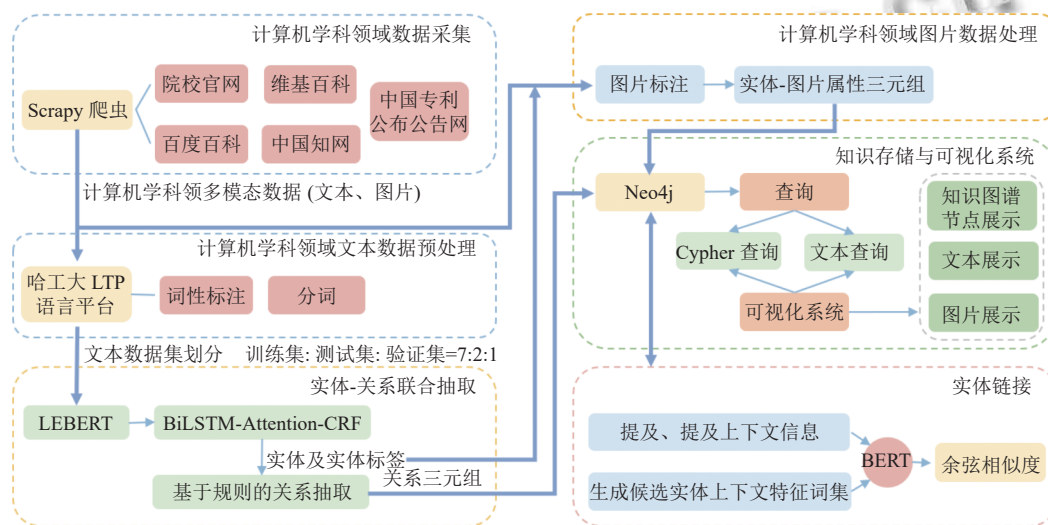 计算机学科领域数据采集
Scrapy 爬虫
院校官网
维基百科
中国专利
公布公告网
百度百科
中国知网
计算机学科领多模态数据 (文本、图片)
计算机学科领域文本数据预处理
哈工大 LTP
语言平台
词性标注
分词
文本数据集划分 训练集: 测试集: 验证集=7:2:1
实体-关系联合抽取
LEBERT
BiLSTM-Attention-CRF
实体及实体标签
关系三元组
基于规则的关系抽取
计算机学科领域图片数据处理
图片标注
实体-图片属性三元组
知识存储与可视化系统
Neo4j
查询
Cypher 查询
文本查询
可视化系统
知识图谱
节点展示
文本展示
图片展示
实体链接
提及、提及上下文信息
BERT
余弦相似度
生成候选实体上下文特征词集